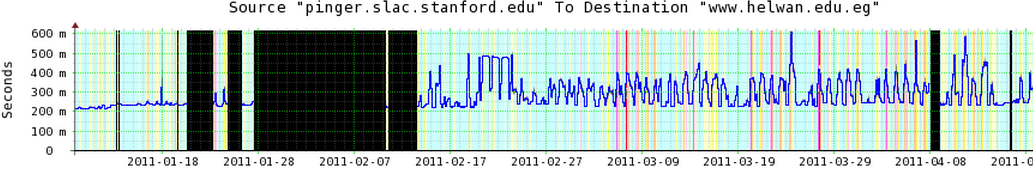 Source "pinger.slac.stanford.edu" To Destination "www.helwan.edu.eg"
Seconds
600 m
500 m
400 m
300 m
200 m
100 m
0
2011-01-18 2011-01-28 2011-02-07 2011-02-17 2011-02-27 2011-03-09 2011-03-19 2011-03-29 2011-04-08 2011-0